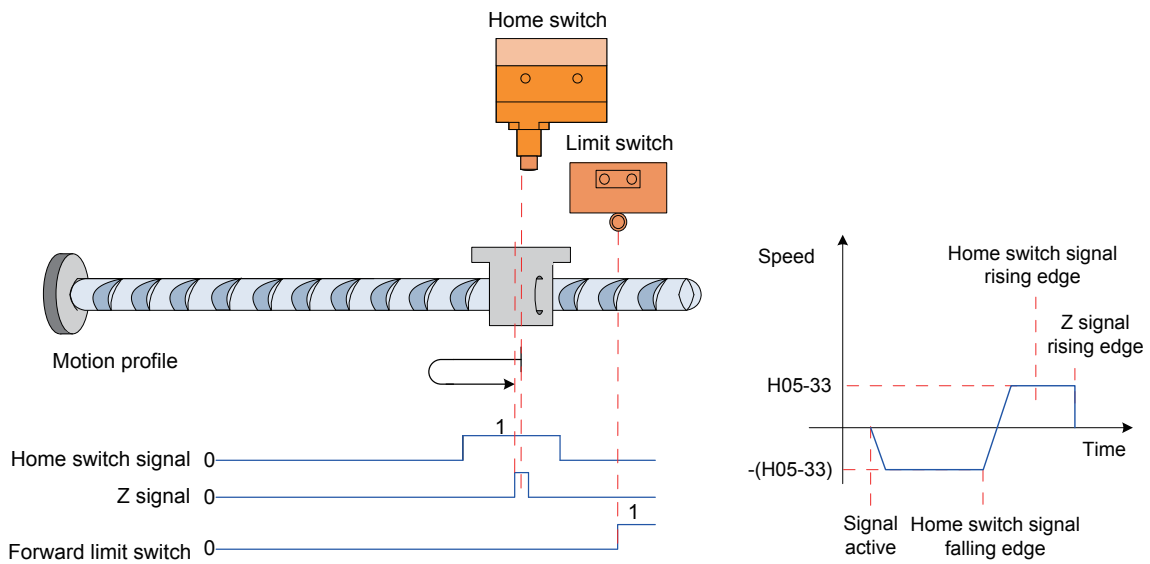 Home switch
Limit switch
Motion profile
1
Home switch signal 0
Z signal 0
1
Forward limit switch 0
Speed
Home switch signal
rising edge
Z signal
rising edge
H05-33
Time
-(H05-33)
Signal
active
Home switch signal
falling edge